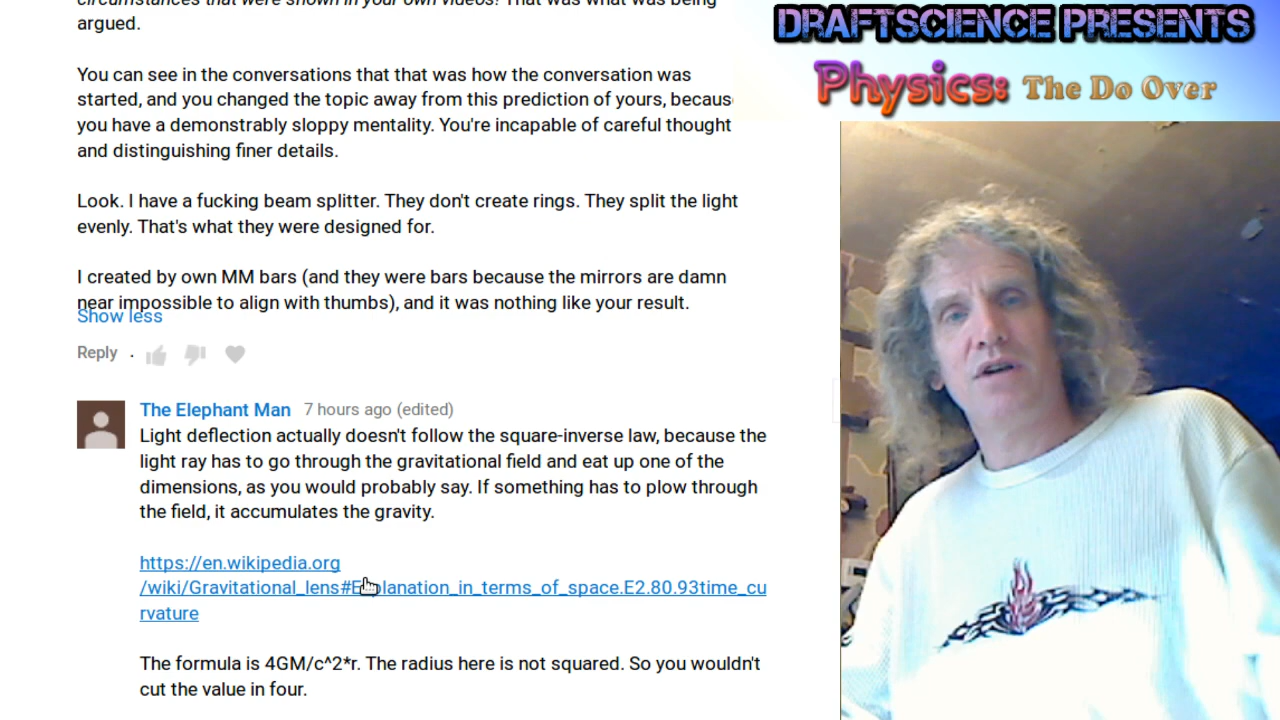 circumstances that were shown in your own videos! That was what was being
argued.
You can see in the conversations that that was how the conversation was
started, and you changed the topic away from this prediction of yours, becaus
you have a demonstrably sloppy mentality. You're incapable of careful thought
and distinguishing finer details.
Look. I have a fucking beam splitter. They don't create rings. They split the light
evenly. That's what they were designed for.
I created by own MM bars (and they were bars because the mirrors are damn
near impossible to align with thumbs), and it was nothing like your result.
Show less
Reply .
The Elephant Man 7 hours ago (edited)
Light deflection actually doesn't follow the square-inverse law, because the
light ray has to go through the gravitational field and eat up one of the
dimensions, as you would probably say. If something has to plow through
the field, it accumulates the gravity.
https://en.wikipedia.org
/wiki/Gravitational_lens#Explanation_in_terms_of_space.E2.80.93time_cu
rvature
The formula is 4GM/c^2*r. The radius here is not squared. So you wouldn't
cut the value in four.
DRAFTSCIENCE PRESENTS
Physics: The Do Over